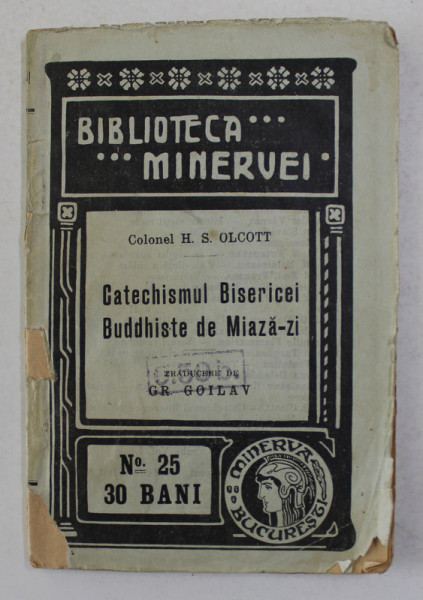 BIBLIOTECA...
...MINERVEI.
Colonel H. S. OLCOTT
Catechismul Bisericei
Buddhiste de Miază-zi
TRADUCERE DE
GR. GOILAV
No. 25
30 BANI
MINERVA
BUCUREȘTI